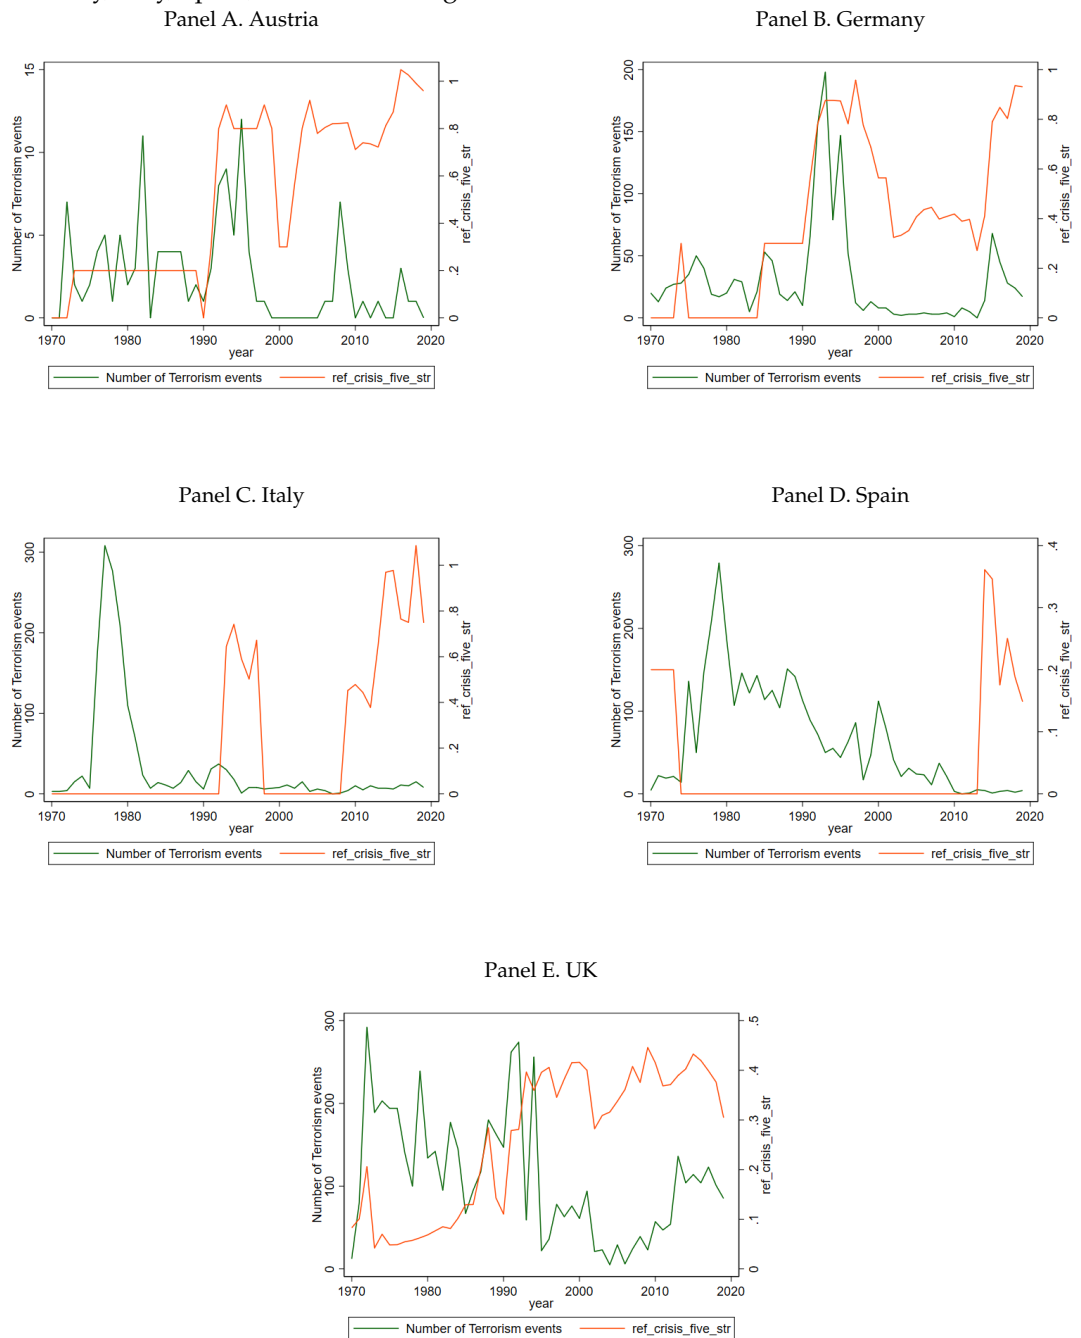 Panel A. Austria
Number of Terrorism events
0 5 10 15
ref_crisis_five_str
0 .2 .4 .6 .8 1
1970 1980 1990 2000 2010 2020
year
Number of Terrorism events ref_crisis_five_str
Panel B. Germany
Number of Terrorism events
0 50 100 150 200
ref_crisis_five_str
0 .2 .4 .6 .8 1
1970 1980 1990 2000 2010 2020
year
Number of Terrorism events ref_crisis_five_str
Panel C. Italy
Number of Terrorism events
0 100 200 300
ref_crisis_five_str
0 .2 .4 .6 .8 1
1970 1980 1990 2000 2010 2020
year
Number of Terrorism events ref_crisis_five_str
Panel D. Spain
Number of Terrorism events
0 100 200 300
ref_crisis_five_str
0 .1 .2 .3 .4
1970 1980 1990 2000 2010 2020
year
Number of Terrorism events ref_crisis_five_str
Panel E. UK
Number of Terrorism events
0 100 200 300
ref_crisis_five_str
0 .1 .2 .3 .4 .5
1970 1980 1990 2000 2010 2020
year
Number of Terrorism events ref_crisis_five_str